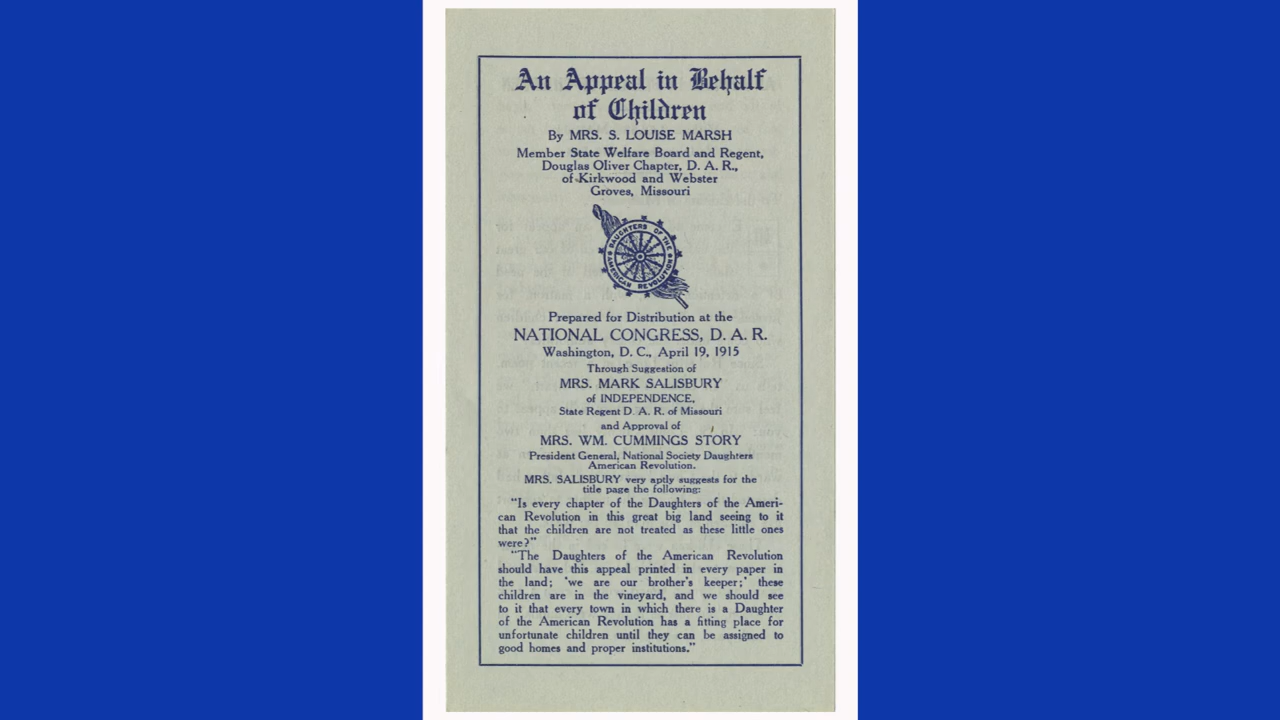 An Appeal in Behalf
of Children
By MRS. S. LOUISE MARSH
Member State Welfare Board and Regent,
Douglas Oliver Chapter, D. A. R.,
of Kirkwood and Webster
Groves, Missouri
DAUGHTERS OF THE
AMERICAN REVOLUTION
Prepared for Distribution at the
NATIONAL CONGRESS, D. A. R.
Washington, D. C., April 19, 1915
Through Suggestion of
MRS. MARK SALISBURY
of INDEPENDENCE,
State Regent D. A. R. of Missouri
and Approval of
MRS. WM. CUMMINGS STORY
President General, National Society Daughters
American Revolution.
MRS. SALISBURY very aptly suggests for the
title page the following:
"Is every chapter of the Daughters of the Ameri-
can Revolution in this great big land seeing to it
that the children are not treated as these little ones
were?"
"The Daughters of the American Revolution
should have this appeal printed in every paper in
the land; 'we are our brother's keeper;' these
children are in the vineyard, and we should see
to it that every town in which there is a Daughter
of the American Revolution has a fitting place for
unfortunate children until they can be assigned to
good homes and proper institutions."